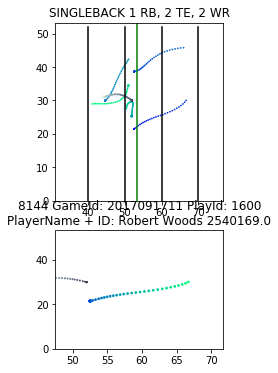 SINGLEBACK 1 RB, 2 TE, 2 WR
50
40
30
20
10
0
40 50 60 70
8144 GameId: 2017091711 PlayId: 1600
PlayerName + ID: Robert Woods 2540169.0
40
20
0
50 55 60 65 70